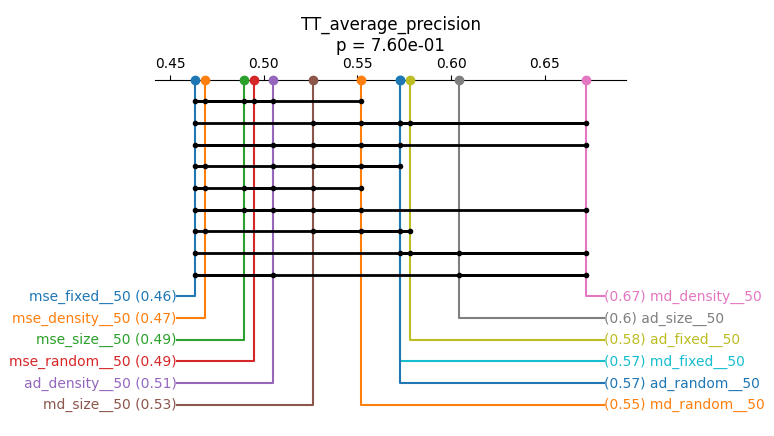 TT_average_precision
p = 7.60e-01
0.45 0.50 0.55 0.60 0.65
mse_fixed__50 (0.46) (0.67) md_density__50
mse_density__50 (0.47) (0.6) ad_size__50
mse_size__50 (0.49) (0.58) ad_fixed__50
mse_random__50 (0.49) (0.57) md_fixed__50
ad_density__50 (0.51) (0.57) ad_random__50
md_size__50 (0.53) (0.55) md_random__50